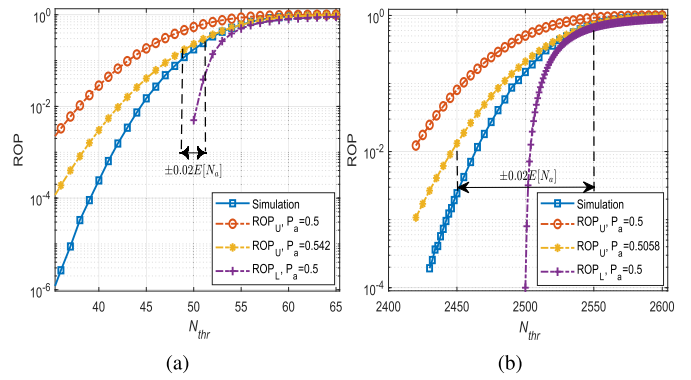 10^0
10^-2
10^-4
10^-6
ROP
40 45 50 55 60 65
N_thr
±0.02E[N_a]
Simulation
ROP_U, P_a=0.5
ROP_U, P_a=0.542
ROP_L, P_a=0.5
(a)
10^0
10^-2
10^-4
ROP
2400 2450 2500 2550 2600
N_thr
±0.02E[N_a]
Simulation
ROP_U, P_a=0.5
ROP_U, P_a=0.5058
ROP_L, P_a=0.5
(b)